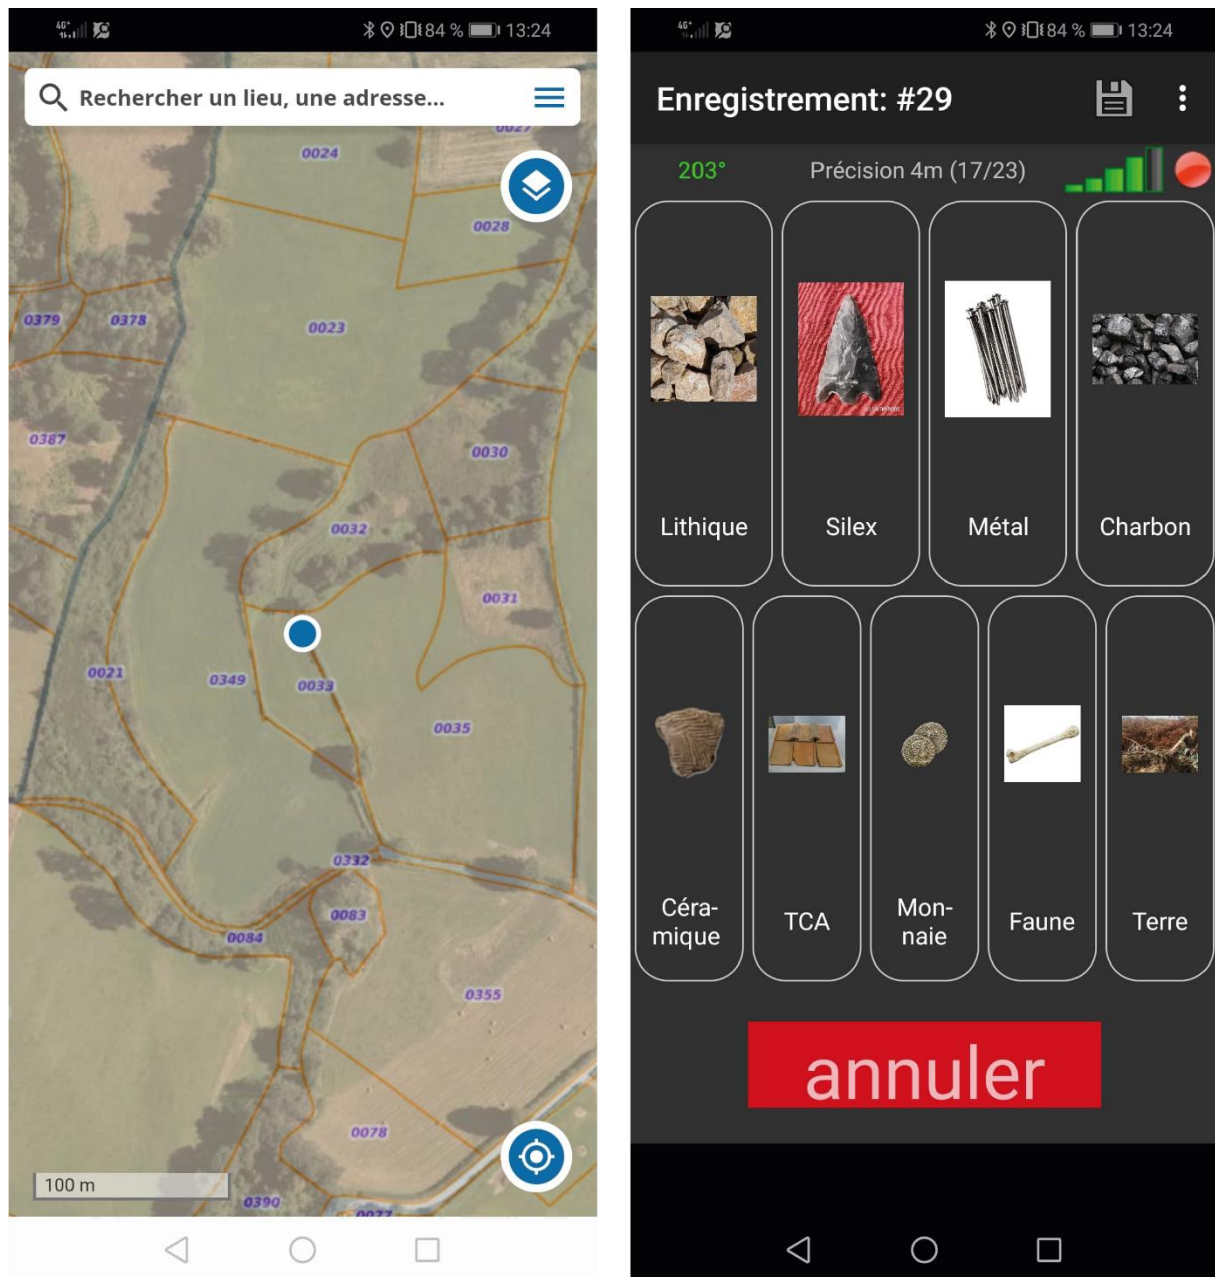 4G+
84 %
13:24
Rechercher un lieu, une adresse...
0027
0024
0028
0379
0378
0023
0387
0030
0032
0031
0021
0349
0033
0035
0332
0083
0084
0355
0078
100 m
0390
0077
4G+
84 %
13:24
Enregistrement: #29
203°
Précision 4m (17/23)
Lithique
Silex
Métal
Charbon
Céra-
mique
TCA
Mon-
naie
Faune
Terre
annuler